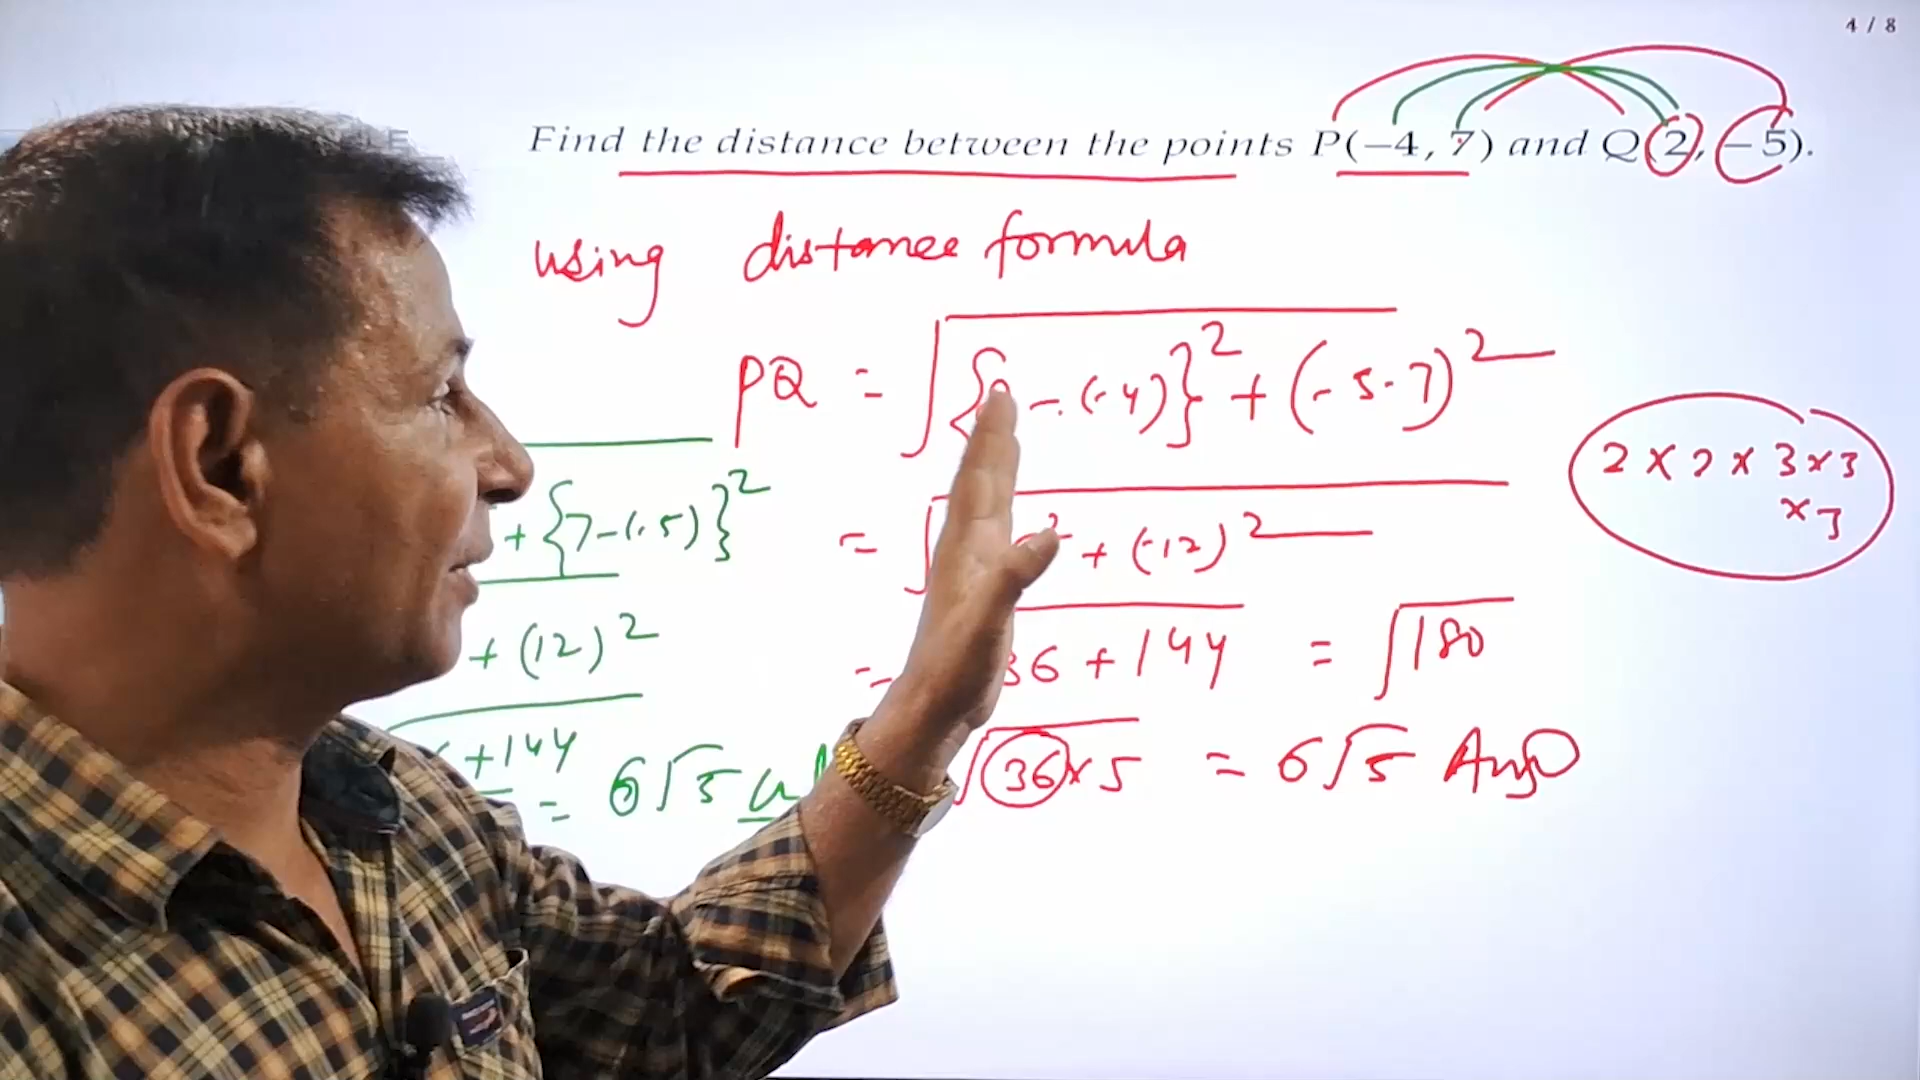 4 / 8
Find the distance between the points P(−4, 7) and Q(2, −5).
using distance formula
PQ = √{ − (-4)}² + (-5-7)²
2 × 2 × 3 × 3
× 3
+ {7-(-5)}²
= √ ² + (-12)²
+ (12)²
= 36 + 144 = √180
+144
= 6√5
√36×5 = 6√5 Ans